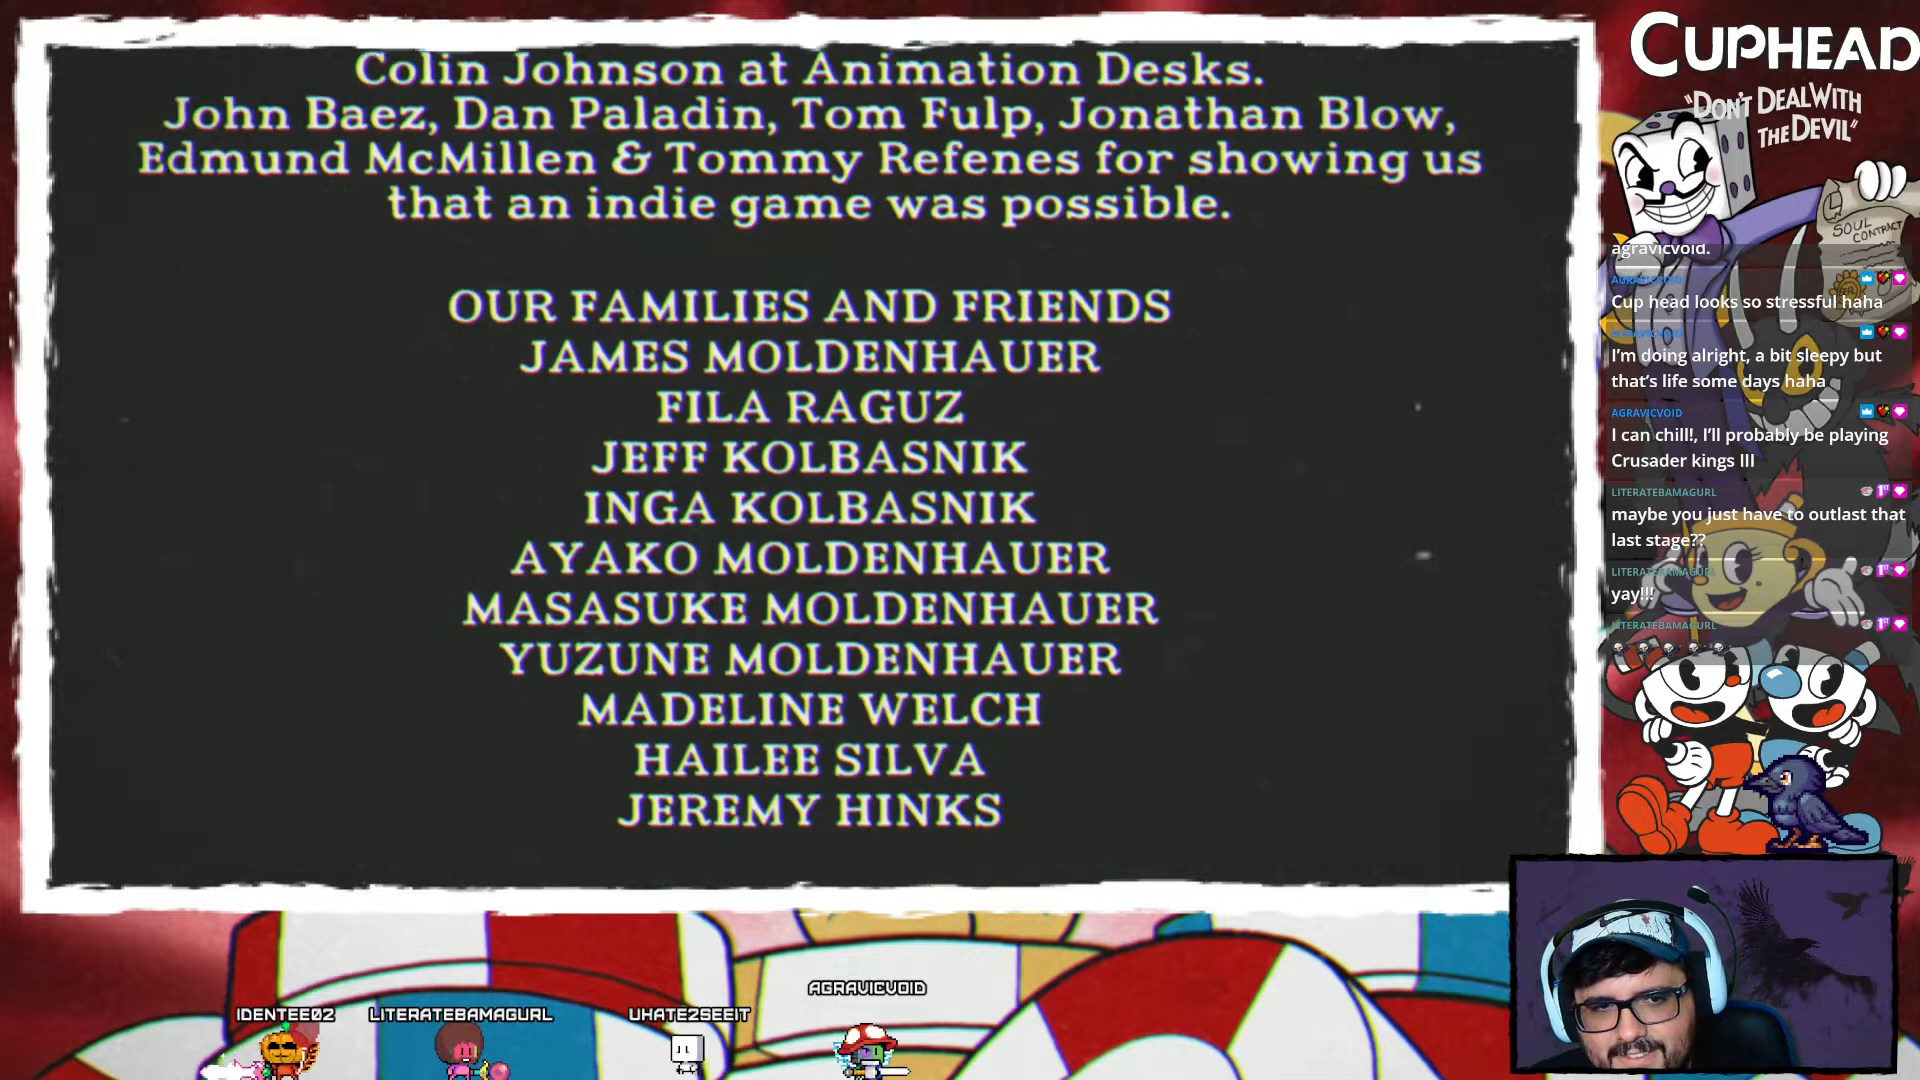 Colin Johnson at Animation Desks.
John Baez, Dan Paladin, Tom Fulp, Jonathan Blow,
Edmund McMillen & Tommy Refenes for showing us
that an indie game was possible.
OUR FAMILIES AND FRIENDS
JAMES MOLDENHAUER
FILA RAGUZ
JEFF KOLBASNIK
INGA KOLBASNIK
AYAKO MOLDENHAUER
MASASUKE MOLDENHAUER
YUZUNE MOLDENHAUER
MADELINE WELCH
HAILEE SILVA
JEREMY HINKS
CUPHEAD
"DON'T DEAL WITH
THE DEVIL"
SOUL
CONTRACT
agravicvoid.
AGRAVICVOID
Cup head looks so stressful haha
AGRAVICVOID
I'm doing alright, a bit sleepy but
that's life some days haha
AGRAVICVOID
I can chill!, I'll probably be playing
Crusader kings III
LITERATEBAMAGURL
maybe you just have to outlast that
last stage??
LITERATEBAMAGURL
yay!!!
LITERATEBAMAGURL
IDENTEE02
LITERATEBAMAGURL
UHATE2SEEIT
AGRAVICVOID